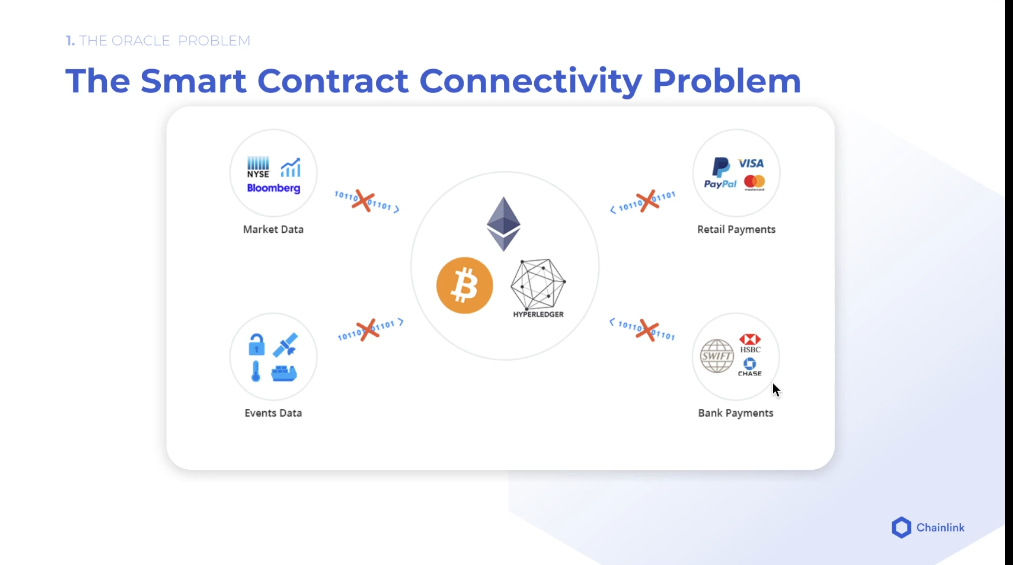 1. THE ORACLE PROBLEM
The Smart Contract Connectivity Problem
NYSE
Bloomberg
Market Data
10110
01101
PayPal
VISA
mastercard
Retail Payments
10110
01101
HYPERLEDGER
Events Data
10110
01101
SWIFT
HSBC
CHASE
Bank Payments
10110
01101
Chainlink